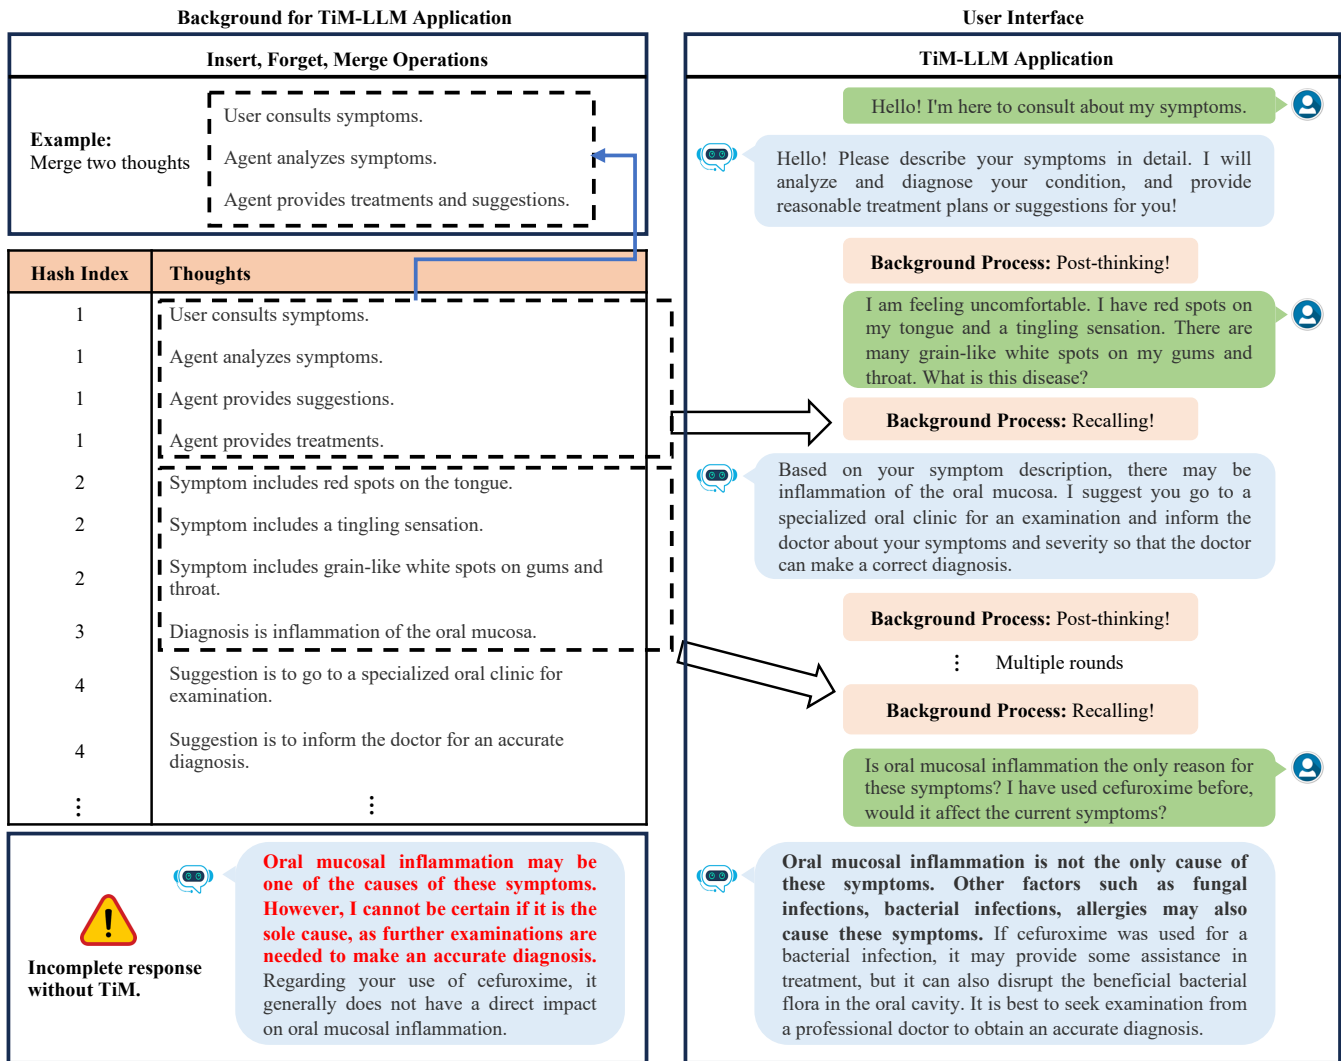 Background for TiM-LLM Application
Insert, Forget, Merge Operations
Example:
Merge two thoughts
User consults symptoms.
Agent analyzes symptoms.
Agent provides treatments and suggestions.
Hash Index Thoughts
1 User consults symptoms.
1 Agent analyzes symptoms.
1 Agent provides suggestions.
1 Agent provides treatments.
2 Symptom includes red spots on the tongue.
2 Symptom includes a tingling sensation.
2 Symptom includes grain-like white spots on gums and
throat.
3 Diagnosis is inflammation of the oral mucosa.
4 Suggestion is to go to a specialized oral clinic for
examination.
4 Suggestion is to inform the doctor for an accurate
diagnosis.
⋮ ⋮
Incomplete response
without TiM.
Oral mucosal inflammation may be
one of the causes of these symptoms.
However, I cannot be certain if it is the
sole cause, as further examinations are
needed to make an accurate diagnosis.
Regarding your use of cefuroxime, it
generally does not have a direct impact
on oral mucosal inflammation.
User Interface
TiM-LLM Application
Hello! I'm here to consult about my symptoms.
Hello! Please describe your symptoms in detail. I will
analyze and diagnose your condition, and provide
reasonable treatment plans or suggestions for you!
Background Process: Post-thinking!
I am feeling uncomfortable. I have red spots on
my tongue and a tingling sensation. There are
many grain-like white spots on my gums and
throat. What is this disease?
Background Process: Recalling!
Based on your symptom description, there may be
inflammation of the oral mucosa. I suggest you go to a
specialized oral clinic for an examination and inform the
doctor about your symptoms and severity so that the doctor
can make a correct diagnosis.
Background Process: Post-thinking!
⋮ Multiple rounds
Background Process: Recalling!
Is oral mucosal inflammation the only reason for
these symptoms? I have used cefuroxime before,
would it affect the current symptoms?
Oral mucosal inflammation is not the only cause of
these symptoms. Other factors such as fungal
infections, bacterial infections, allergies may also
cause these symptoms. If cefuroxime was used for a
bacterial infection, it may provide some assistance in
treatment, but it can also disrupt the beneficial bacterial
flora in the oral cavity. It is best to seek examination from
a professional doctor to obtain an accurate diagnosis.